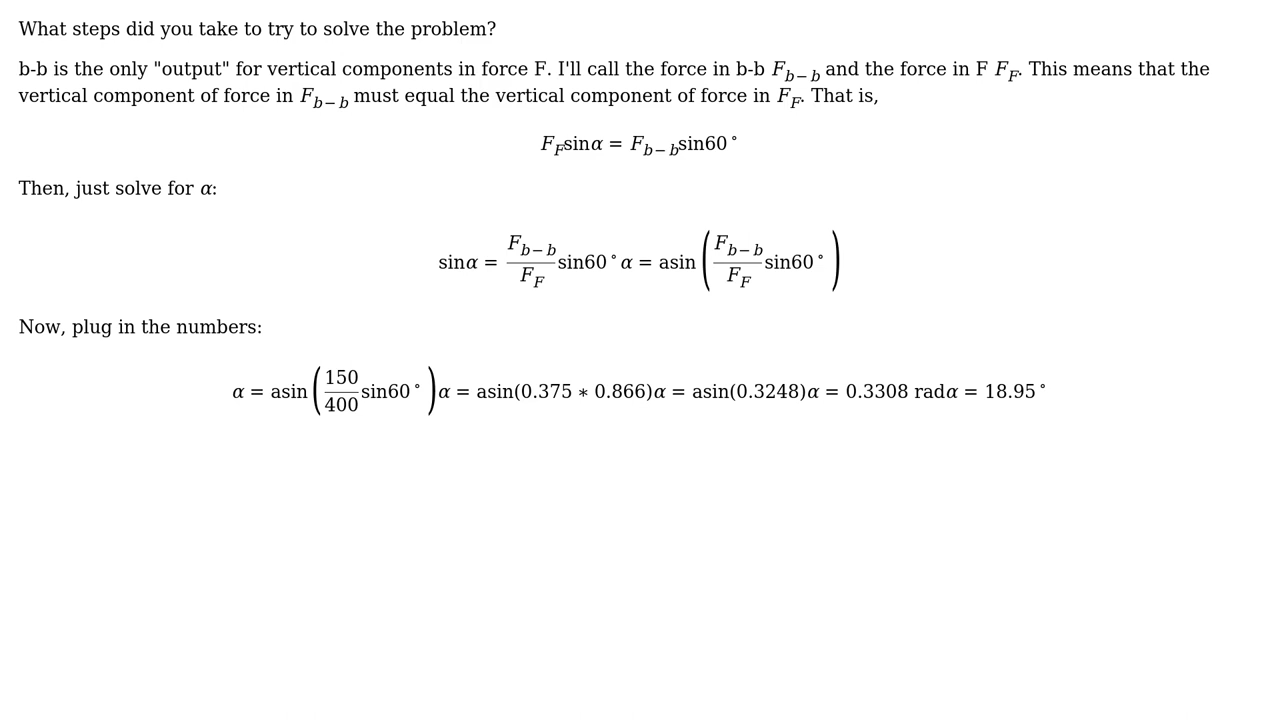 What steps did you take to try to solve the problem?
b-b is the only "output" for vertical components in force F. I'll call the force in b-b F_{b−b} and the force in F F_F. This means that the
vertical component of force in F_{b−b} must equal the vertical component of force in F_F. That is,
F_F sinα = F_{b−b} sin60°
Then, just solve for α:
sinα = \frac{F_{b−b}}{F_F} sin60° α = asin(\frac{F_{b−b}}{F_F} sin60°)
Now, plug in the numbers:
α = asin(\frac{150}{400} sin60°) α = asin(0.375 ∗ 0.866)α = asin(0.3248)α = 0.3308 radα = 18.95°